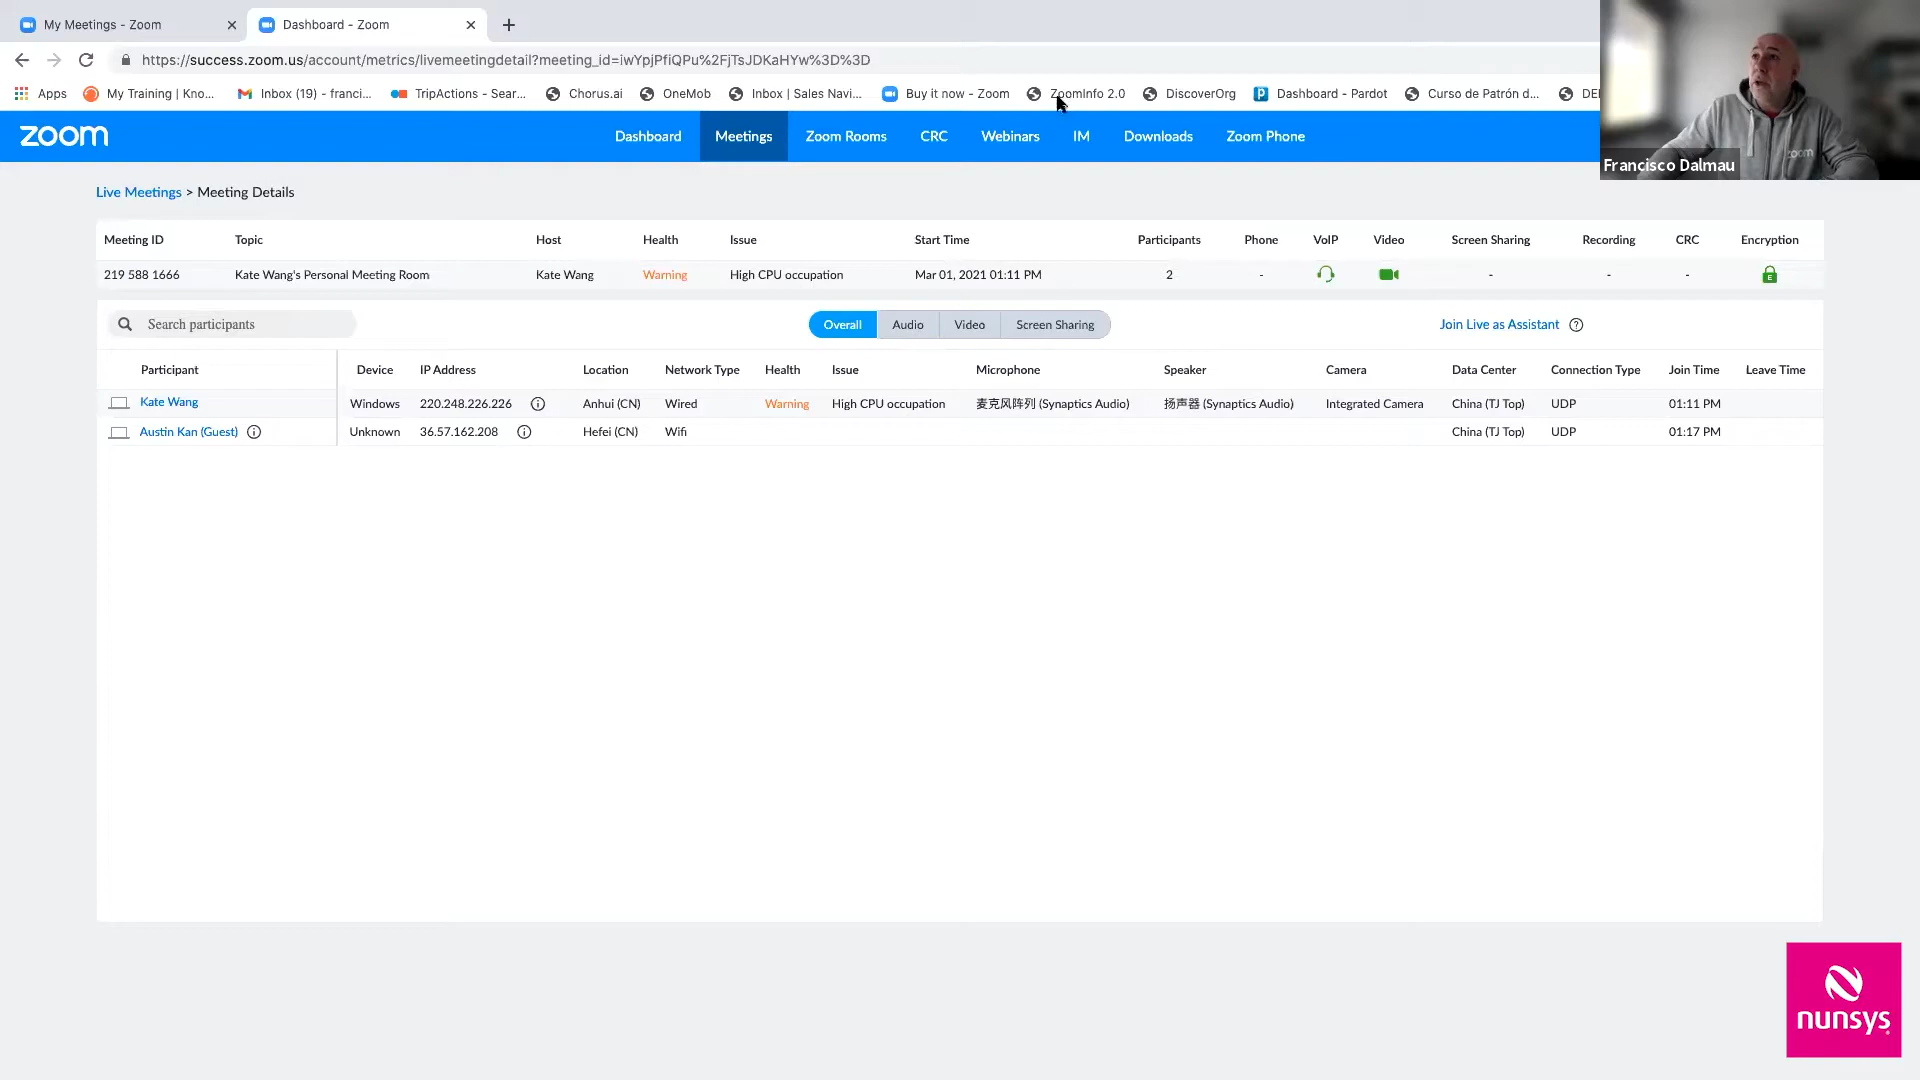 My Meetings - Zoom
Dashboard - Zoom
https://success.zoom.us/account/metrics/livemeetingdetail?meeting_id=iwYpjPfiQPu%2FjTsJDKaHYw%3D%3D
Apps My Training | Kno... Inbox (19) - franci... TripActions - Sear... Chorus.ai OneMob Inbox | Sales Navi... Buy it now - Zoom ZoomInfo 2.0 DiscoverOrg Dashboard - Pardot Curso de Patrón d... DE
zoom Dashboard Meetings Zoom Rooms CRC Webinars IM Downloads Zoom Phone
zoom
Francisco Dalmau
Live Meetings > Meeting Details
Meeting ID Topic Host Health Issue Start Time Participants Phone VoIP Video Screen Sharing Recording CRC Encryption
219 588 1666 Kate Wang's Personal Meeting Room Kate Wang Warning High CPU occupation Mar 01, 2021 01:11 PM 2 - - - - E
Search participants Overall Audio Video Screen Sharing Join Live as Assistant ?
Participant Device IP Address Location Network Type Health Issue Microphone Speaker Camera Data Center Connection Type Join Time Leave Time
Kate Wang Windows 220.248.226.226 Anhui (CN) Wired Warning High CPU occupation 麦克风阵列 (Synaptics Audio) 扬声器 (Synaptics Audio) Integrated Camera China (TJ Top) UDP 01:11 PM
Austin Kan (Guest) Unknown 36.57.162.208 Hefei (CN) Wifi China (TJ Top) UDP 01:17 PM
nunsys